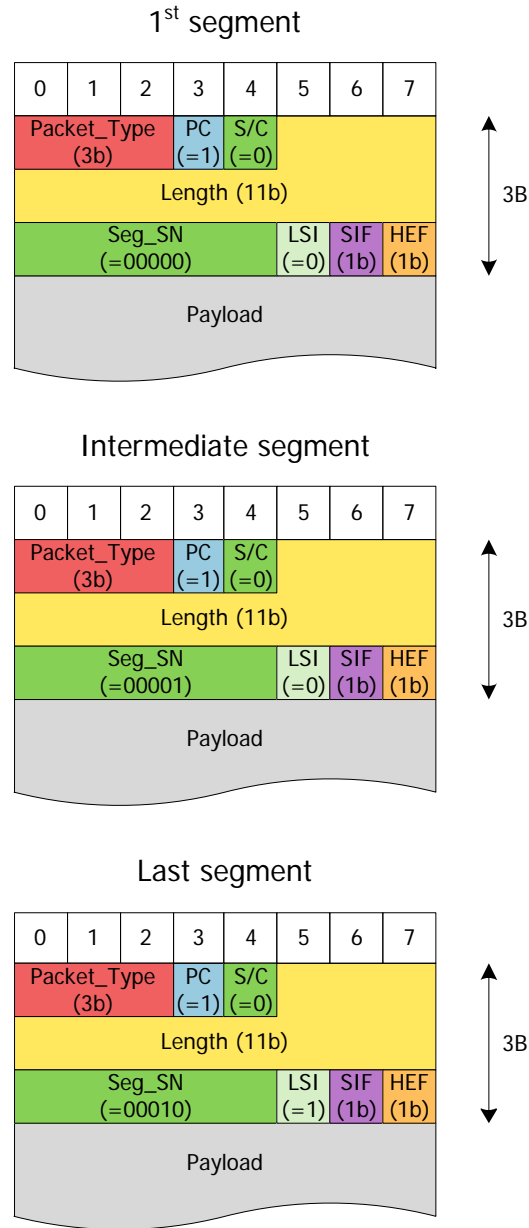 1st segment
0 1 2 3 4 5 6 7
Packet_Type PC S/C
(3b) (=1) (=0)
Length (11b)
3B
Seg_SN LSI SIF HEF
(=00000) (=0) (1b) (1b)
Payload
Intermediate segment
0 1 2 3 4 5 6 7
Packet_Type PC S/C
(3b) (=1) (=0)
Length (11b)
3B
Seg_SN LSI SIF HEF
(=00001) (=0) (1b) (1b)
Payload
Last segment
0 1 2 3 4 5 6 7
Packet_Type PC S/C
(3b) (=1) (=0)
Length (11b)
3B
Seg_SN LSI SIF HEF
(=00010) (=1) (1b) (1b)
Payload